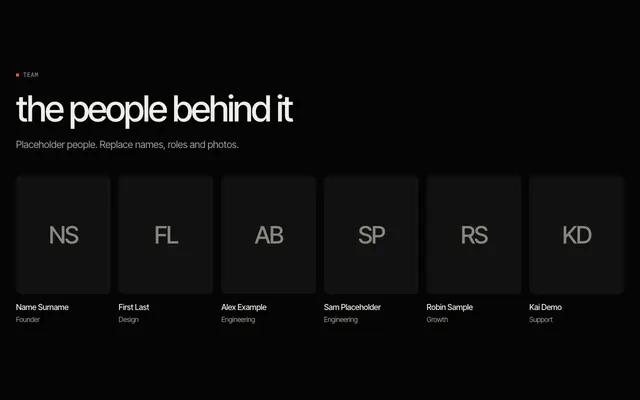 TEAM
the people behind it
Placeholder people. Replace names, roles and photos.
NS
FL
AB
SP
RS
KD
Name Surname
First Last
Alex Example
Sam Placeholder
Robin Sample
Kai Demo
Founder
Design
Engineering
Engineering
Growth
Support